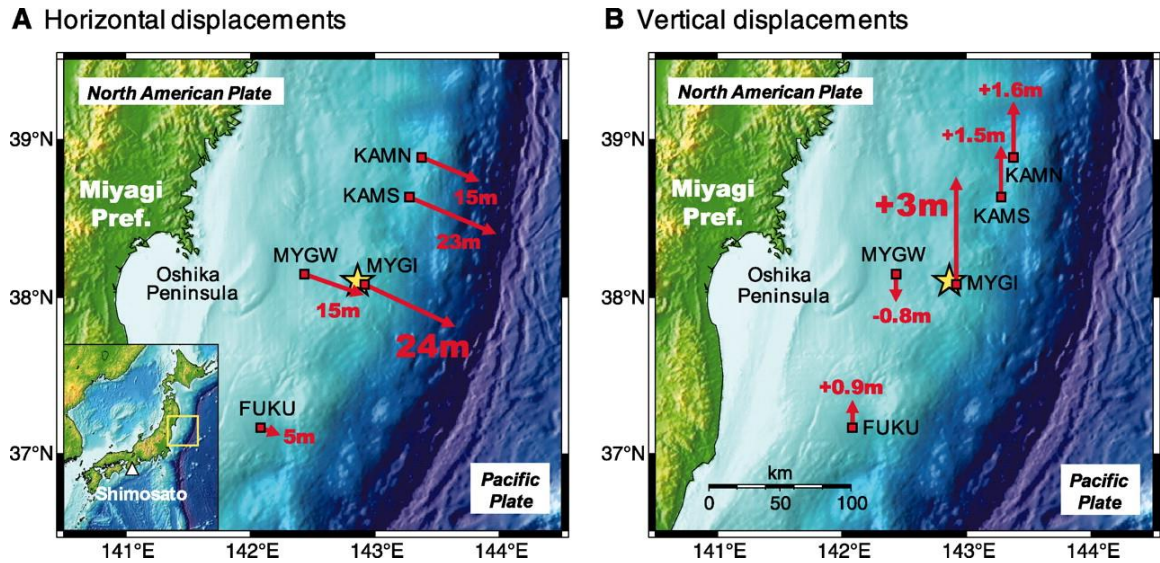 A Horizontal displacements
North American Plate
39°N
38°N
37°N
Miyagi
Pref.
Oshika
Peninsula
KAMN
15m
KAMS
23m
MYGW
15m
MYGI
24m
FUKU
5m
Shimosato
Pacific
Plate
141°E
142°E
143°E
144°E
B Vertical displacements
North American Plate
39°N
38°N
37°N
Miyagi
Pref.
Oshika
Peninsula
+1.6m
+1.5m
KAMN
KAMS
+3m
MYGW
MYGI
-0.8m
+0.9m
FUKU
km
0
50
100
Pacific
Plate
141°E
142°E
143°E
144°E